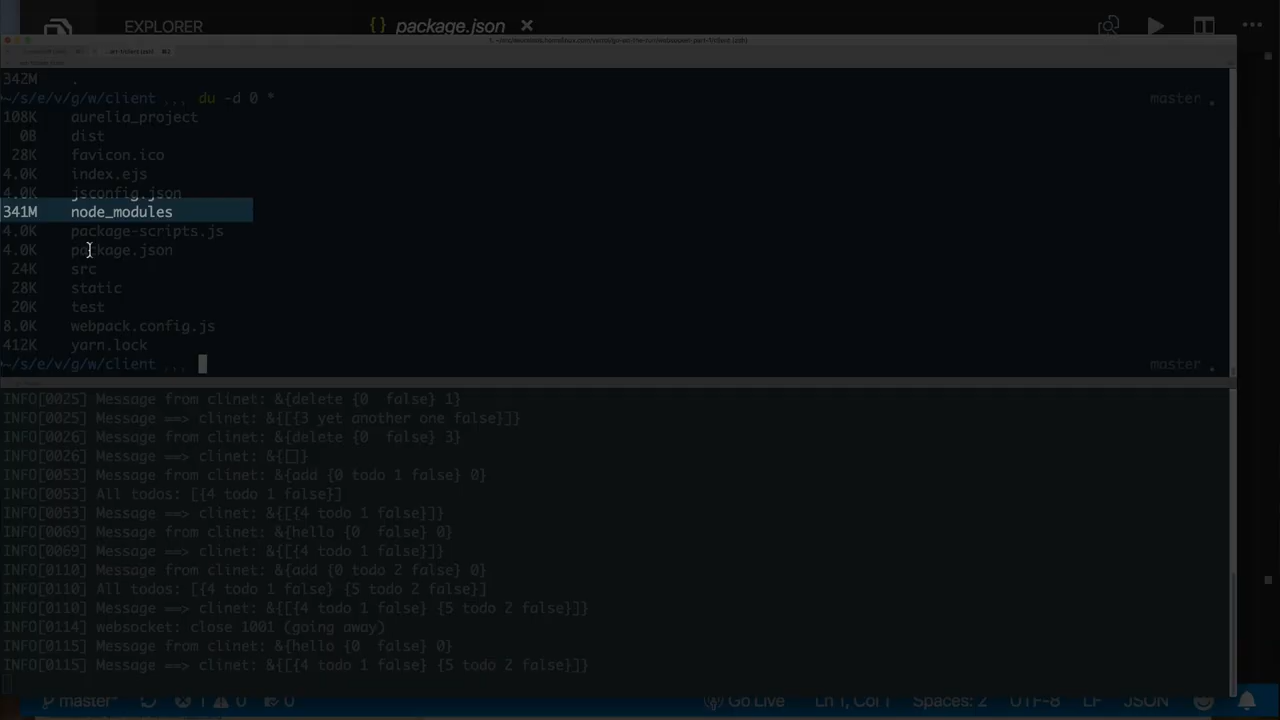 EXPLORER
{} package.json ×
342M .
~/s/e/v/g/w/client ,,, du -d 0 * master .
108K aurelia_project
0B dist
28K favicon.ico
4.0K index.ejs
4.0K jsconfig.json
341M node_modules
4.0K package-scripts.js
4.0K package.json
24K src
28K static
20K test
8.0K webpack.config.js
412K yarn.lock
~/s/e/v/g/w/client ,,, master .
INFO[0025] Message from clinet: &{delete {0  false} 1}
INFO[0025] Message ==> clinet: &{[{3 yet another one false}]}
INFO[0026] Message from clinet: &{delete {0  false} 3}
INFO[0026] Message ==> clinet: &{[]}
INFO[0053] Message from clinet: &{add {0 todo 1 false} 0}
INFO[0053] All todos: [{4 todo 1 false}]
INFO[0053] Message ==> clinet: &{[{4 todo 1 false}]}
INFO[0069] Message from clinet: &{hello {0  false} 0}
INFO[0069] Message ==> clinet: &{[{4 todo 1 false}]}
INFO[0110] Message from clinet: &{add {0 todo 2 false} 0}
INFO[0110] All todos: [{4 todo 1 false} {5 todo 2 false}]
INFO[0110] Message ==> clinet: &{[{4 todo 1 false} {5 todo 2 false}]}
INFO[0114] websocket: close 1001 (going away)
INFO[0115] Message from clinet: &{hello {0  false} 0}
INFO[0115] Message ==> clinet: &{[{4 todo 1 false} {5 todo 2 false}]}
master* 1 0 0 Go Live Ln 1, Col 1 Spaces: 2 UTF-8 LF JSON